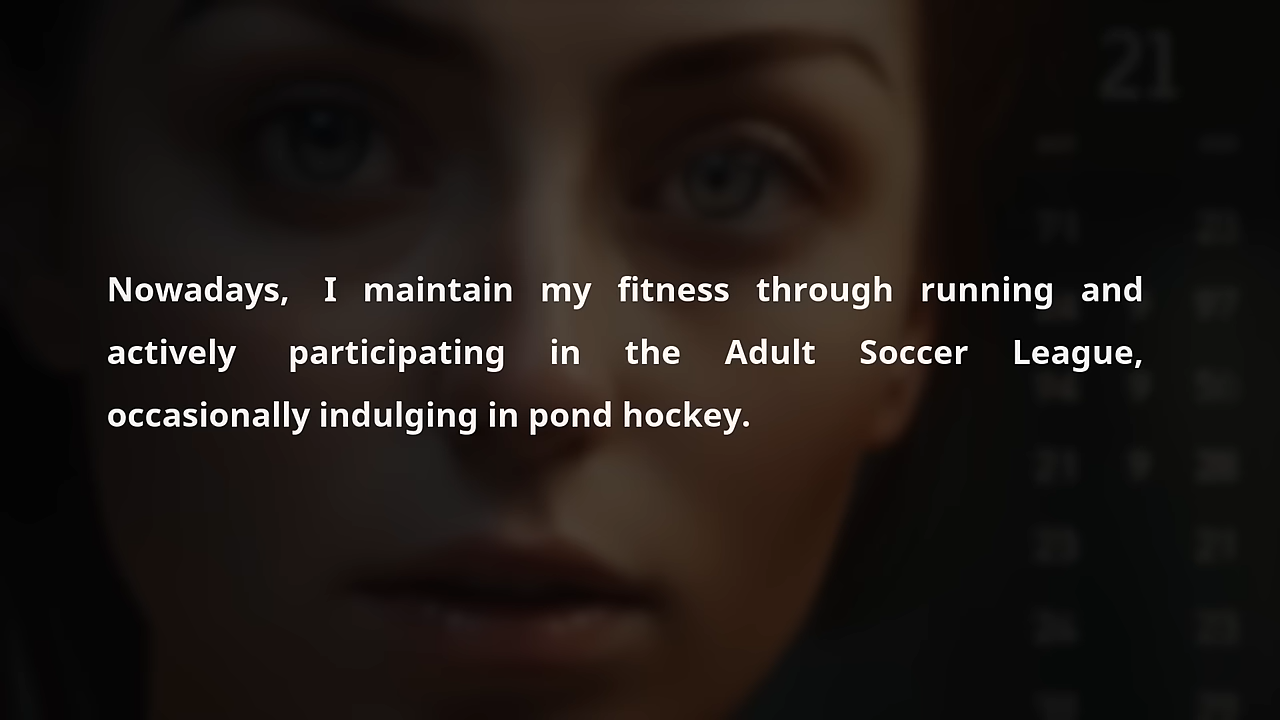 21
Nowadays, I maintain my fitness through running and
actively participating in the Adult Soccer League,
occasionally indulging in pond hockey.